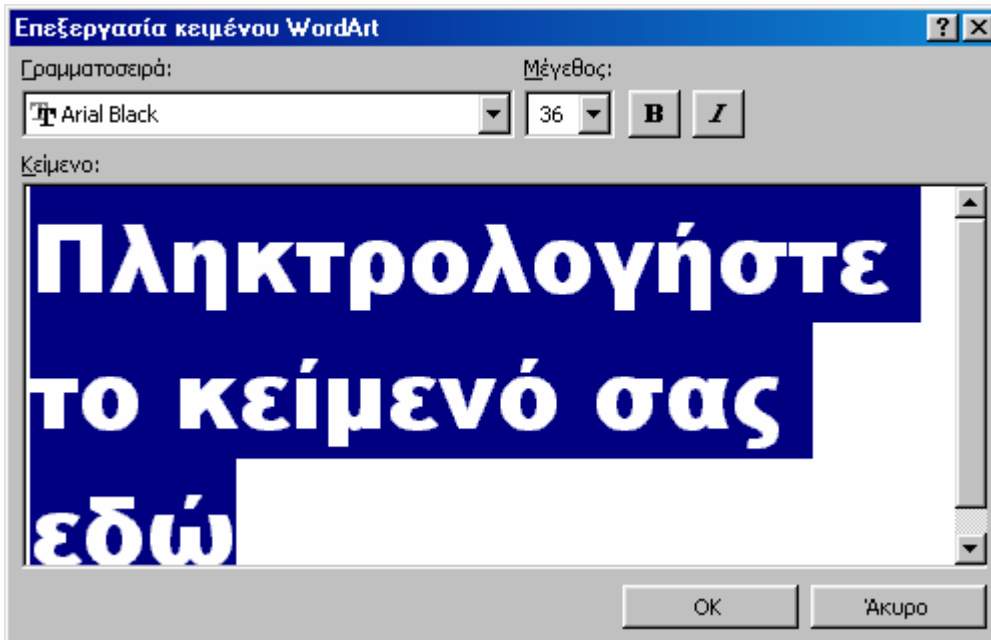 Επεξεργασία κειμένου WordArt
Γραμματοσειρά:
Μέγεθος:
Arial Black
36
B
I
Κείμενο:
Πληκτρολογήστε
το κείμενό σας
εδώ
OK
Άκυρο